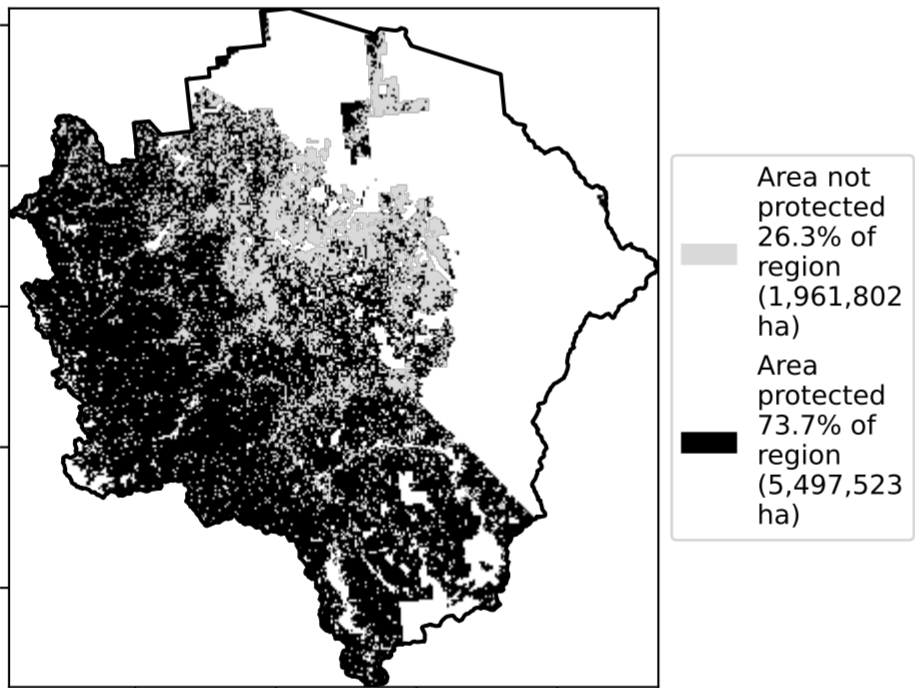 Area not
protected
26.3% of
region
(1,961,802
ha)
Area
protected
73.7% of
region
(5,497,523
ha)